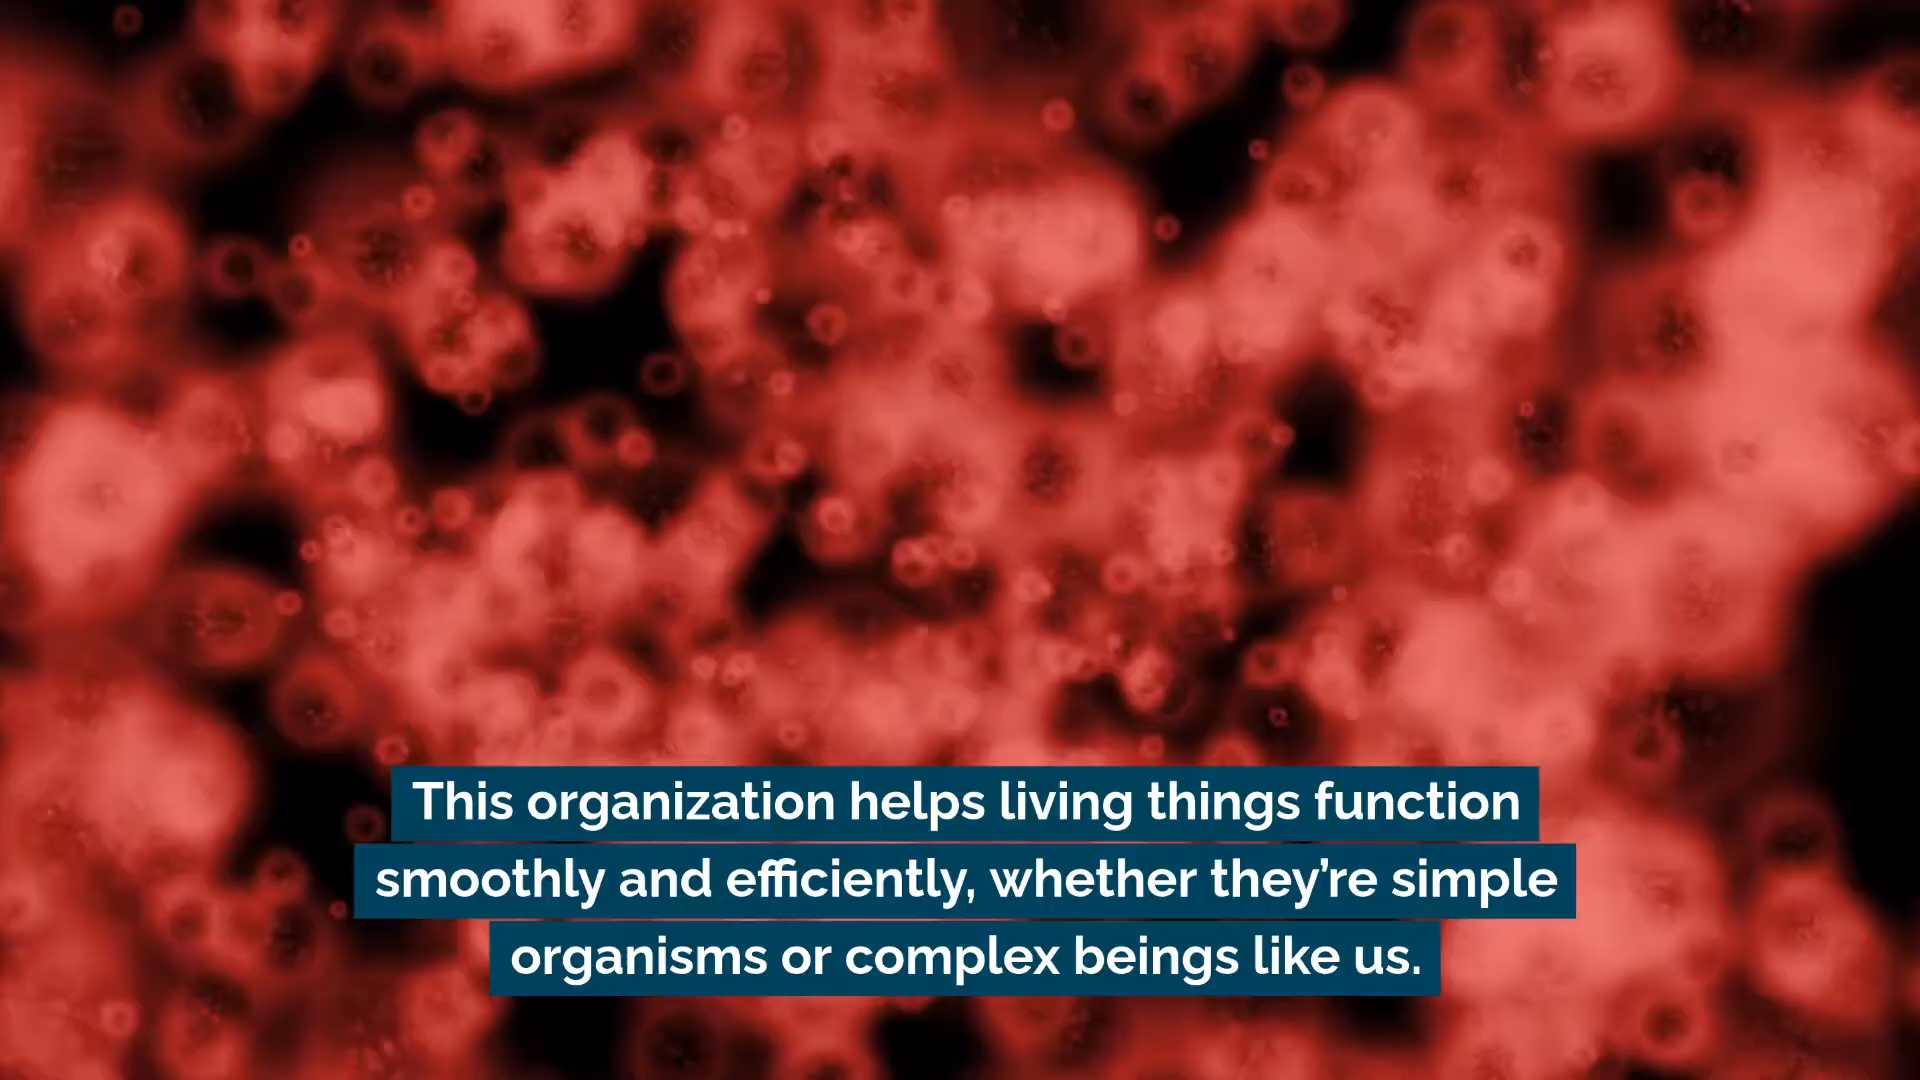 This organization helps living things function
smoothly and efficiently, whether they’re simple
organisms or complex beings like us.